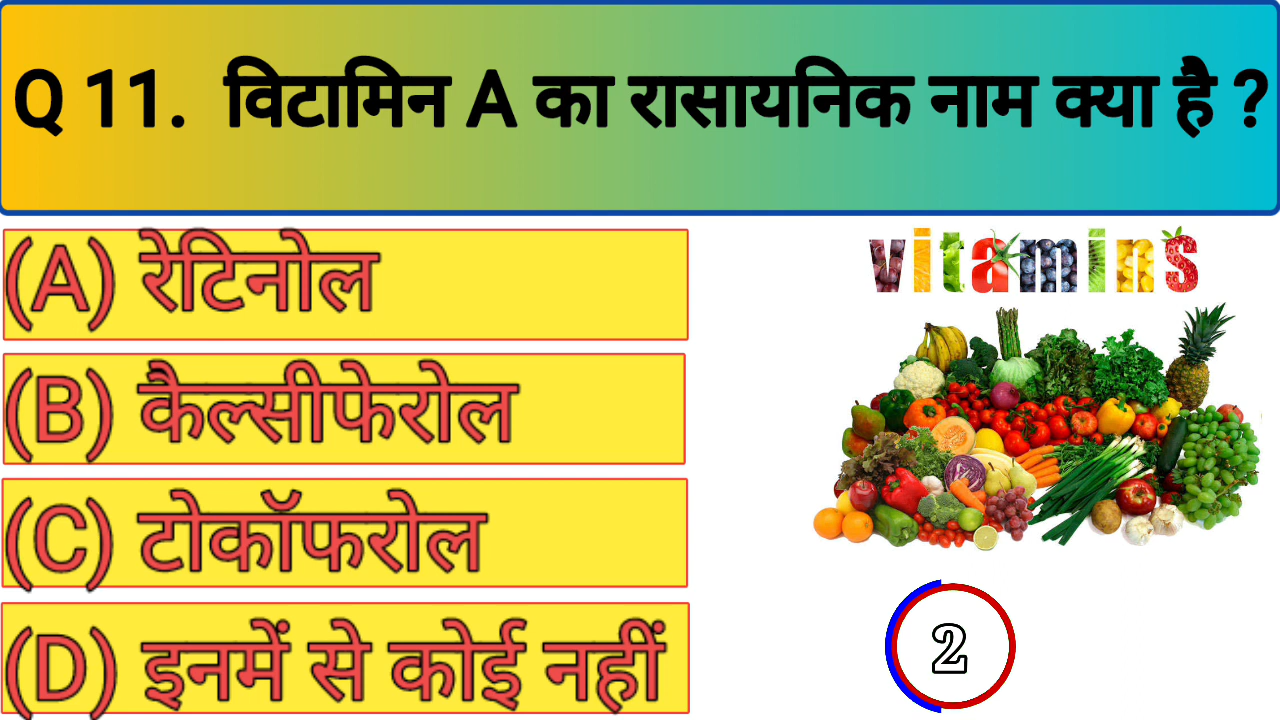 Q 11. विटामिन A का रासायनिक नाम क्या है ?
(A) रेटिनोल
vitamins
(B) कैल्सीफेरोल
(C) टोकॉफरोल
(D) इनमें से कोई नहीं
2